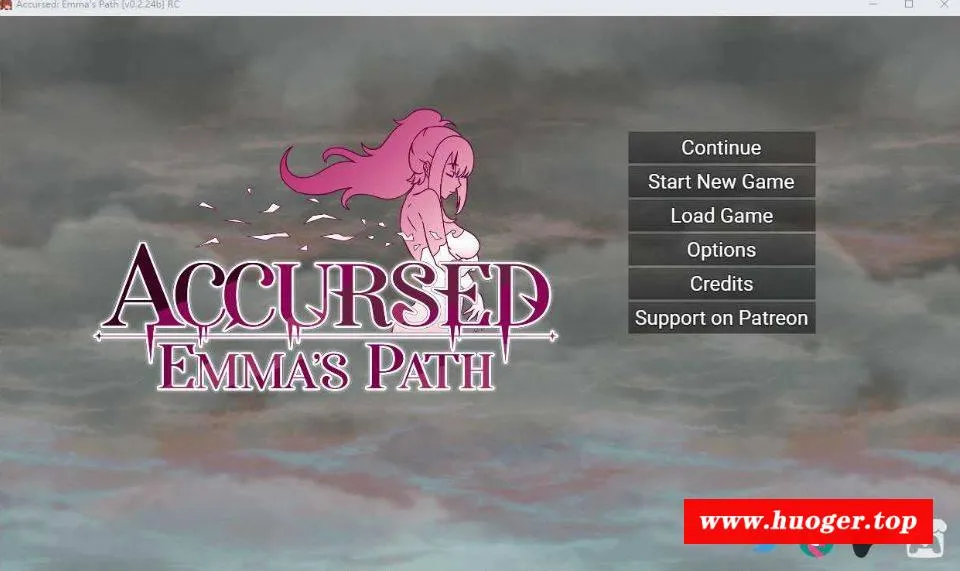 Accursed: Emma's Path [v0.2.24b] RC
Continue
Start New Game
Load Game
Options
Credits
Support on Patreon
ACCURSED
EMMA'S PATH
www.huoger.top